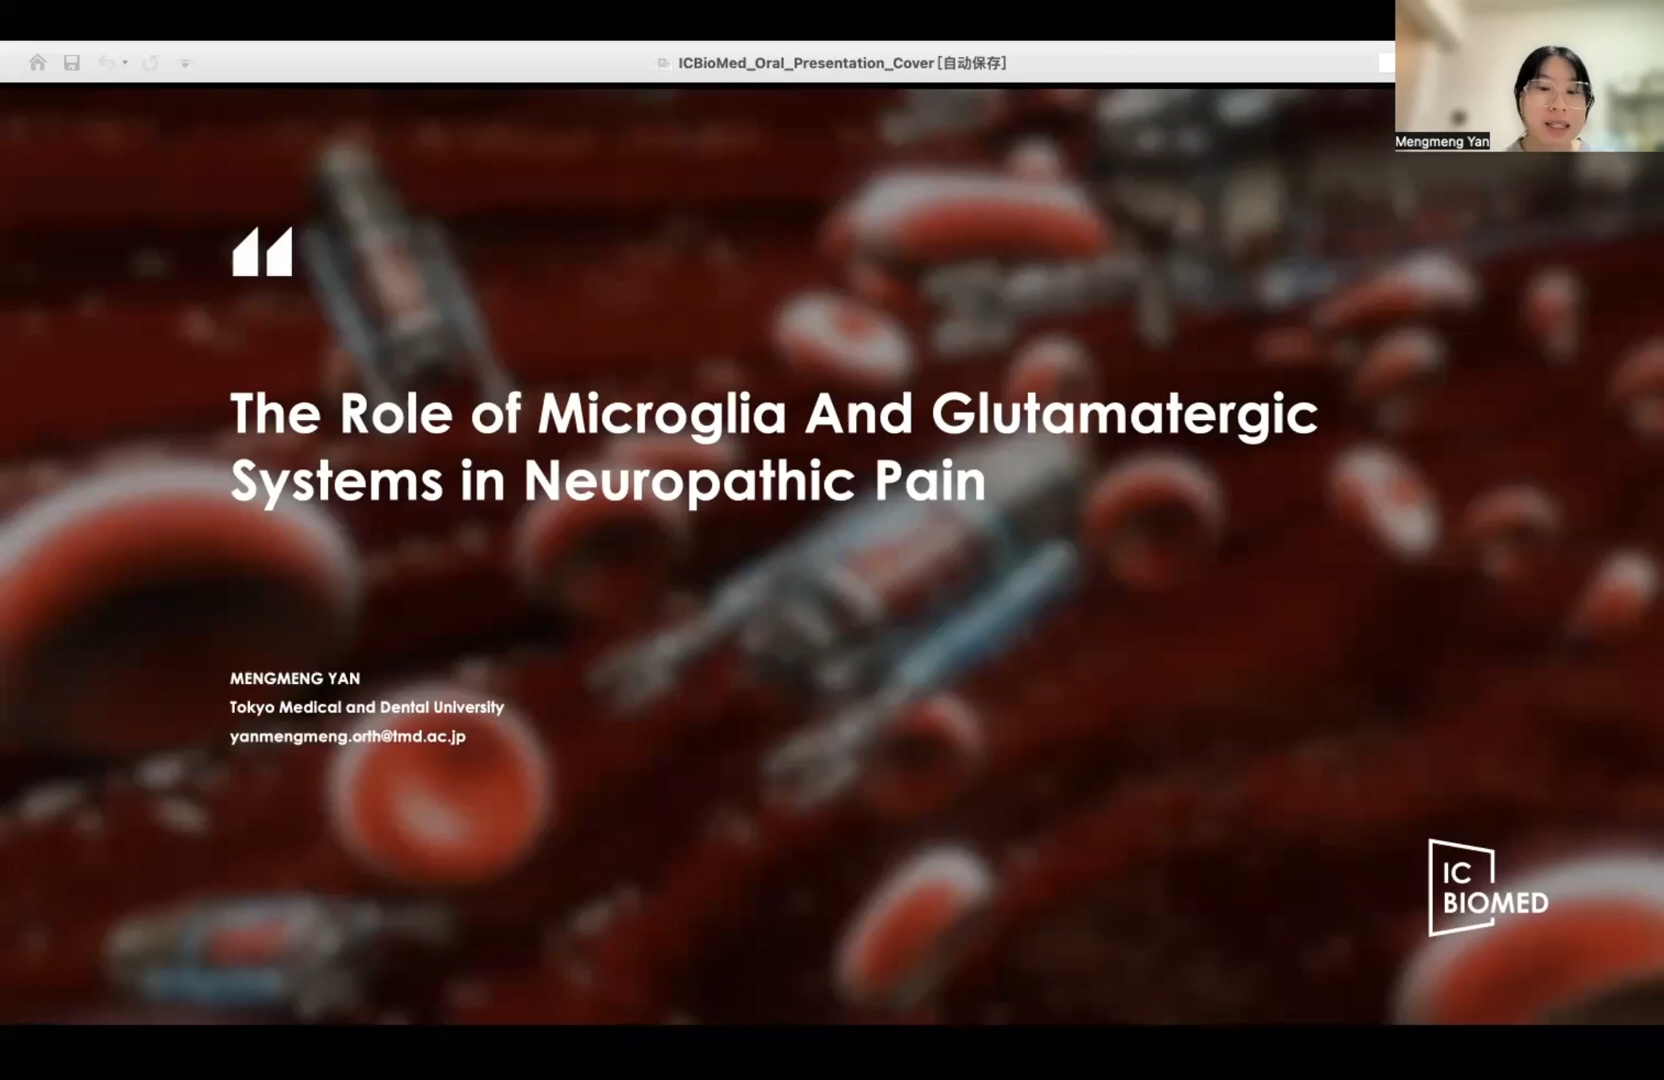 ICBioMed_Oral_Presentation_Cover [自动保存]
Mengmeng Yan
The Role of Microglia And Glutamatergic
Systems in Neuropathic Pain
MENGMENG YAN
Tokyo Medical and Dental University
yanmengmeng.orth@tmd.ac.jp
IC
BIOMED